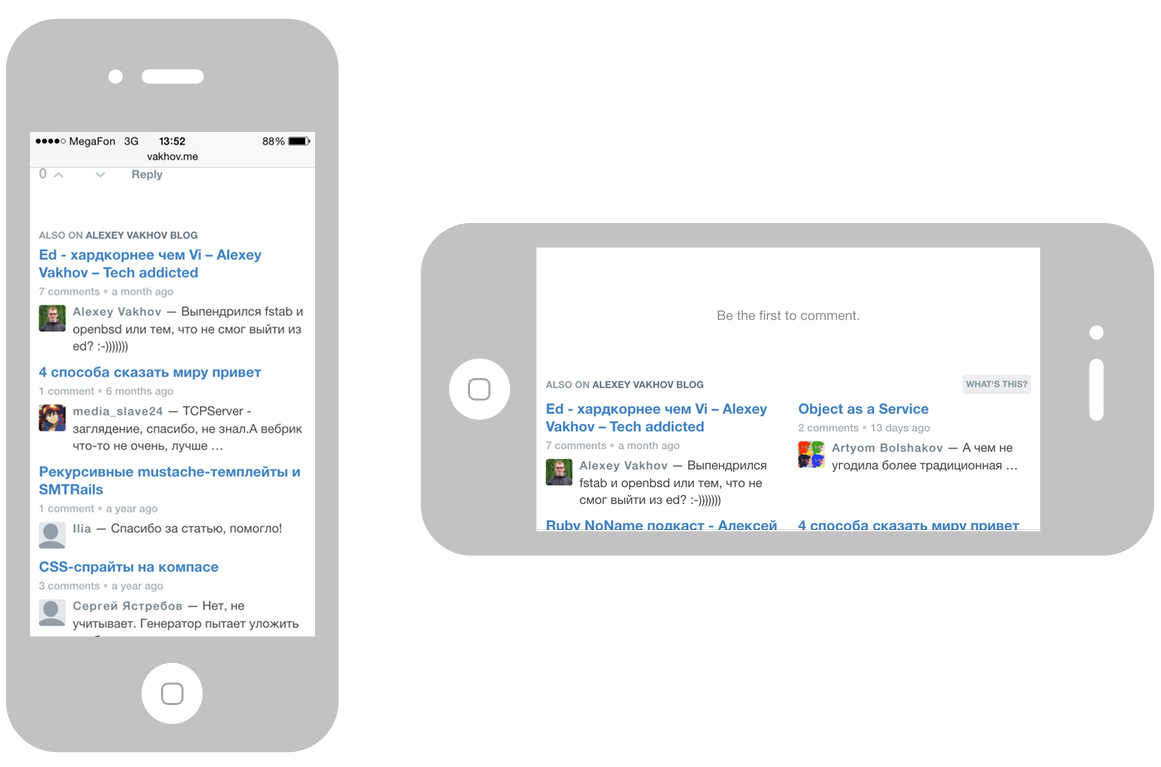 ●●●●○ MegaFon 3G 13:52 88%
vakhov.me
0 Reply
ALSO ON ALEXEY VAKHOV BLOG
Ed - хардкорнее чем Vi – Alexey
Vakhov – Tech addicted
7 comments • a month ago
Alexey Vakhov — Выпендрился fstab и
openbsd или тем, что не смог выйти из
ed? :-)))))))
4 способа сказать миру привет
1 comment • 6 months ago
media_slave24 — TCPServer -
заглядение, спасибо, не знал.А вебрик
что-то не очень, лучше …
Рекурсивные mustache-темплейты и
SMTRails
1 comment • a year ago
Ilia — Спасибо за статью, помогло!
CSS-спрайты на компасе
3 comments • a year ago
Сергей Ястребов — Нет, не
учитывает. Генератор пытает уложить
Be the first to comment.
ALSO ON ALEXEY VAKHOV BLOG
WHAT'S THIS?
Ed - хардкорнее чем Vi – Alexey
Vakhov – Tech addicted
7 comments • a month ago
Alexey Vakhov — Выпендрился
fstab и openbsd или тем, что не
смог выйти из ed? :-)))))))
Ruby NoName подкаст - Алексей
Object as a Service
2 comments • 13 days ago
Artyom Bolshakov — А чем не
угодила более традиционная …
4 способа сказать миру привет